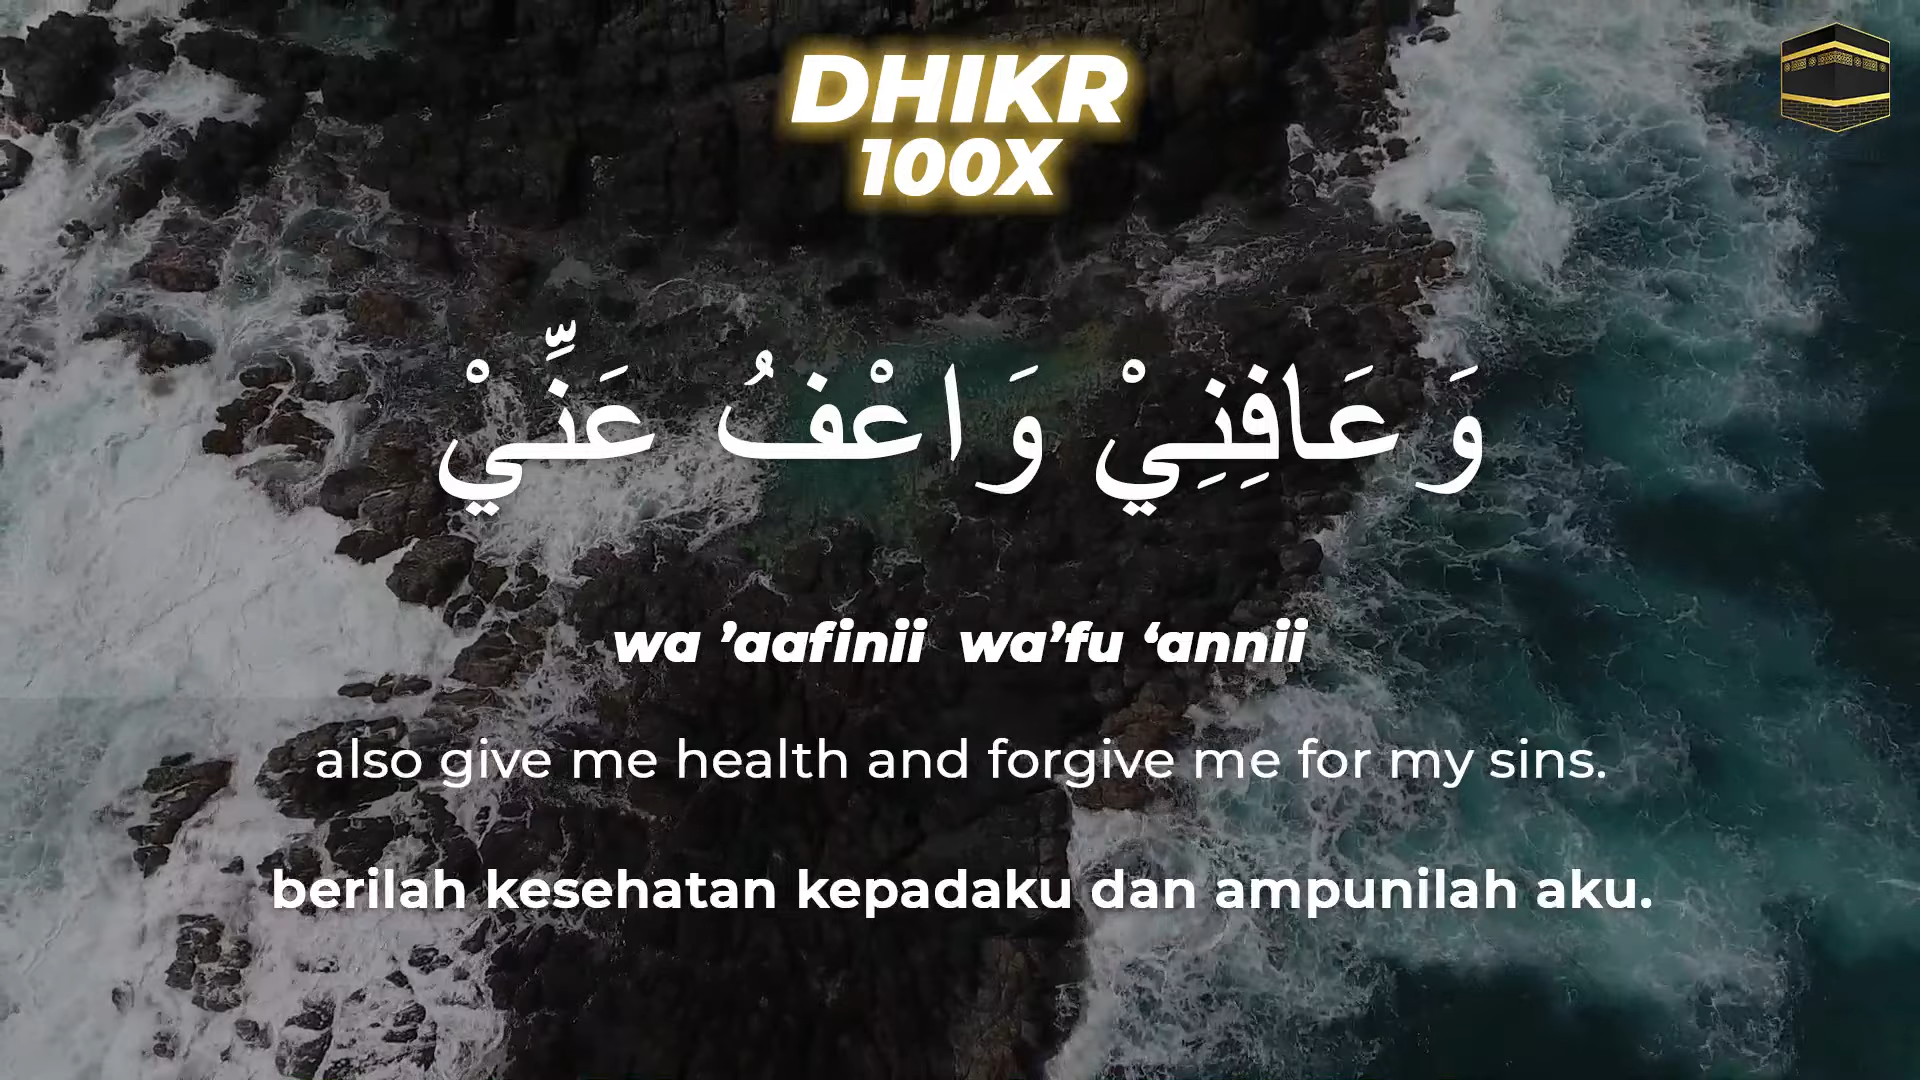 DHIKR
100X
وَعَافِنِيْ وَاعْفُ عَنِّيْ
wa ’aafinii  wa’fu ‘annii
also give me health and forgive me for my sins.
berilah kesehatan kepadaku dan ampunilah aku.